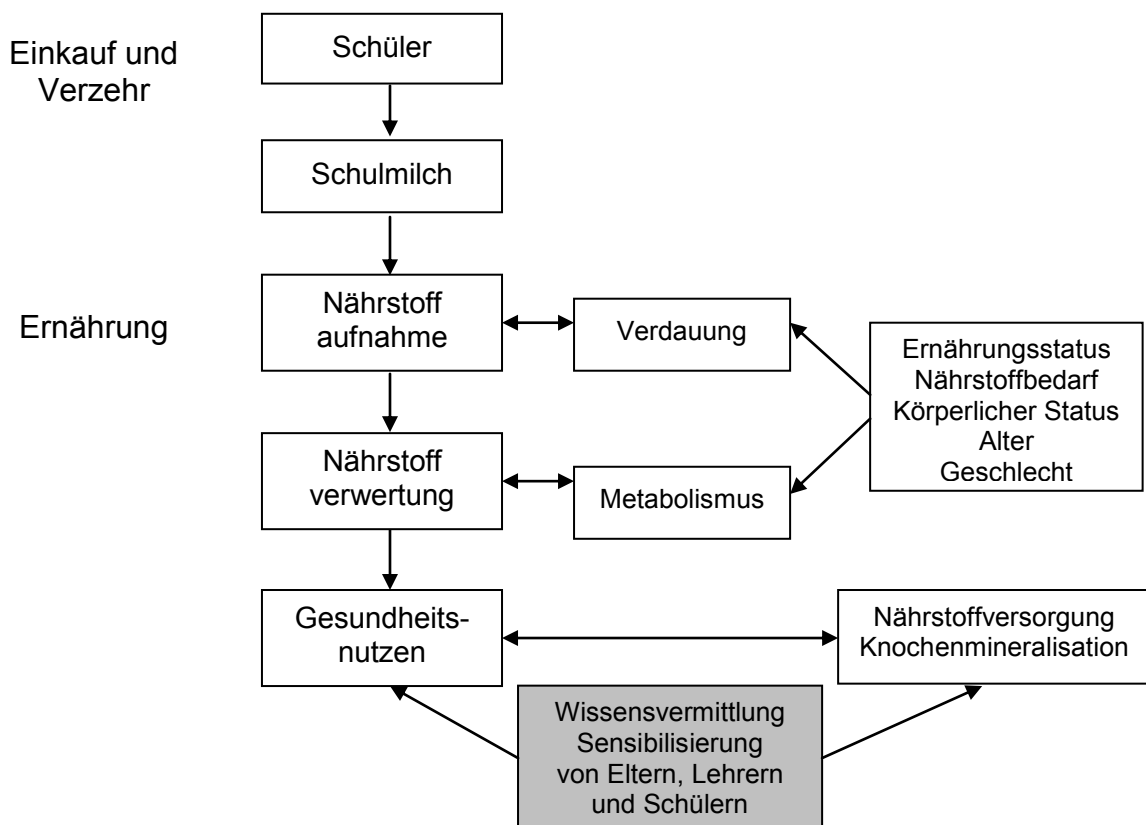 Einkauf und
Verzehr
Schüler
Schulmilch
Ernährung
Nährstoff
aufnahme
Verdauung
Ernährungsstatus
Nährstoffbedarf
Körperlicher Status
Alter
Geschlecht
Nährstoff
verwertung
Metabolismus
Gesundheits-
nutzen
Nährstoffversorgung
Knochenmineralisation
Wissensvermittlung
Sensibilisierung
von Eltern, Lehrern
und Schülern